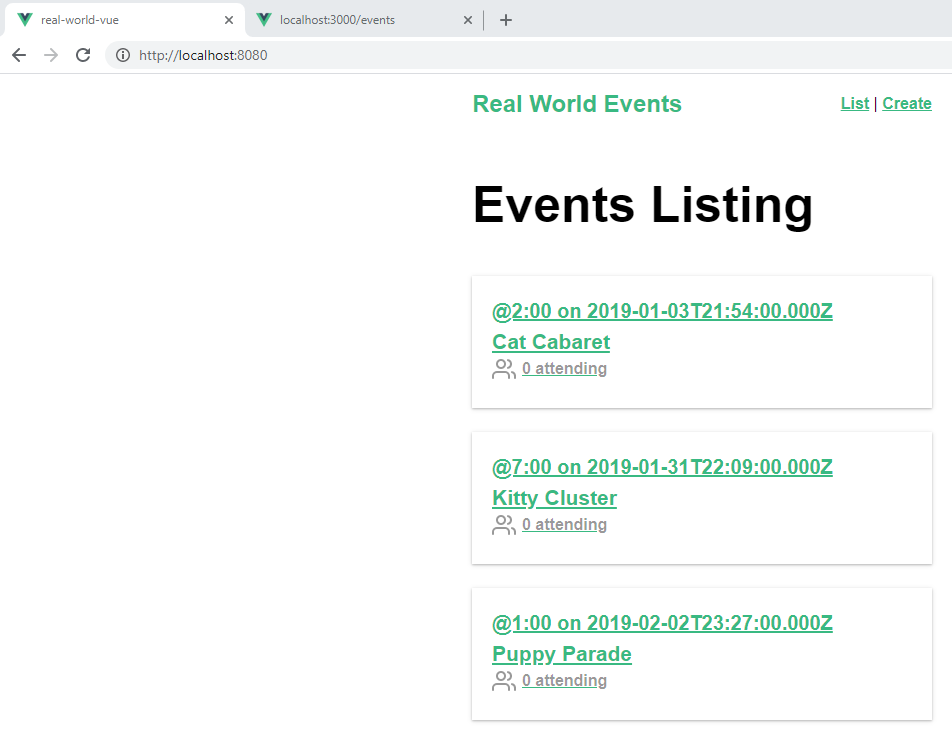 real-world-vue
localhost:3000/events
http://localhost:8080
Real World Events
List | Create
Events Listing
@2:00 on 2019-01-03T21:54:00.000Z
Cat Cabaret
0 attending
@7:00 on 2019-01-31T22:09:00.000Z
Kitty Cluster
0 attending
@1:00 on 2019-02-02T23:27:00.000Z
Puppy Parade
0 attending